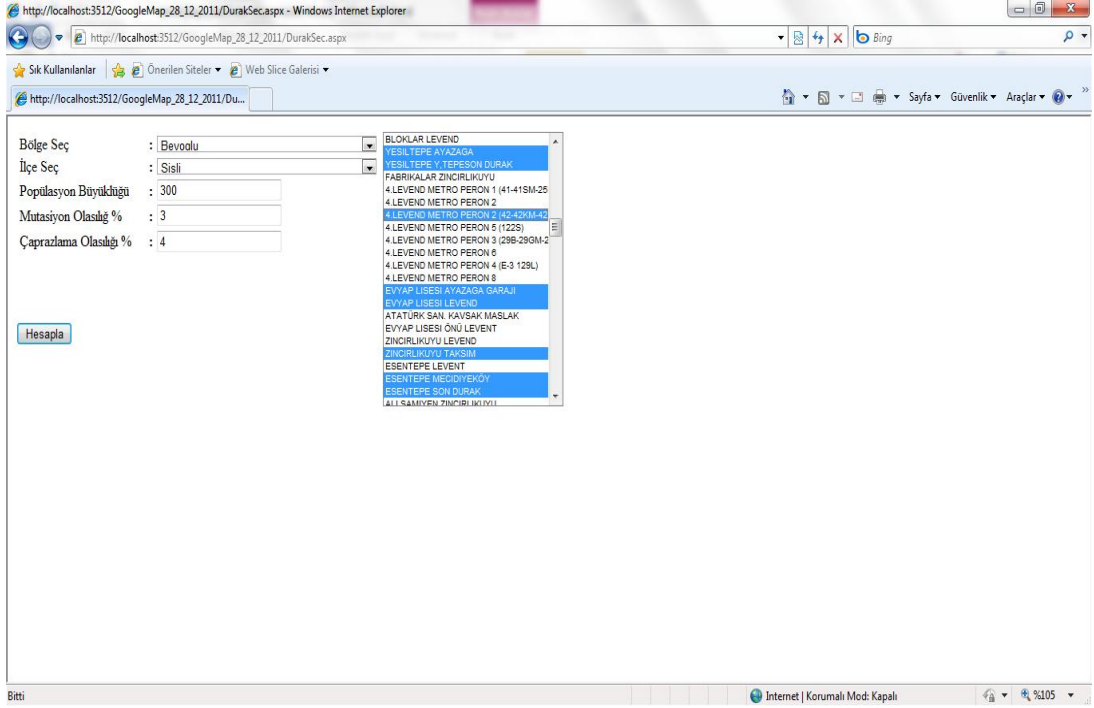 http://localhost:3512/GoogleMap_28_12_2011/DurakSec.aspx - Windows Internet Explorer
http://localhost:3512/GoogleMap_28_12_2011/DurakSec.aspx
Bing
Sık Kullanılanlar Önerilen Siteler Web Slice Galerisi
http://localhost:3512/GoogleMap_28_12_2011/Du...
Sayfa Güvenlik Araçlar
Bölge Seç : Beyoglu
İlçe Seç : Sisli
Popülasyon Büyüklüğü : 300
Mutasiyon Olasılığ % : 3
Çaprazlama Olasılığı % : 4
Hesapla
BLOKLAR LEVEND
YESILTEPE AYAZAGA
YESILTEPE Y,TEPESON DURAK
FABRIKALAR ZINCIRLIKUYU
4.LEVEND METRO PERON 1 (41-41SM-25
4.LEVEND METRO PERON 2
4.LEVEND METRO PERON 2 (42-42KM-42
4.LEVEND METRO PERON 5 (122S)
4.LEVEND METRO PERON 3 (29B-29GM-2
4.LEVEND METRO PERON 6
4.LEVEND METRO PERON 4 (E-3 129L)
4.LEVEND METRO PERON 8
EVYAP LISESI AYAZAGA GARAJI
EVYAP LISESI LEVEND
ATATÜRK SAN. KAVSAK MASLAK
EVYAP LISESI ÖNÜ LEVENT
ZINCIRLIKUYU LEVEND
ZINCIRLIKUYU TAKSIM
ESENTEPE LEVENT
ESENTEPE MECIDIYEKÖY
ESENTEPE SON DURAK
ALI SAMIYEN ZINCIRLIKUYU
Bitti
Internet | Korumalı Mod: Kapalı
%105